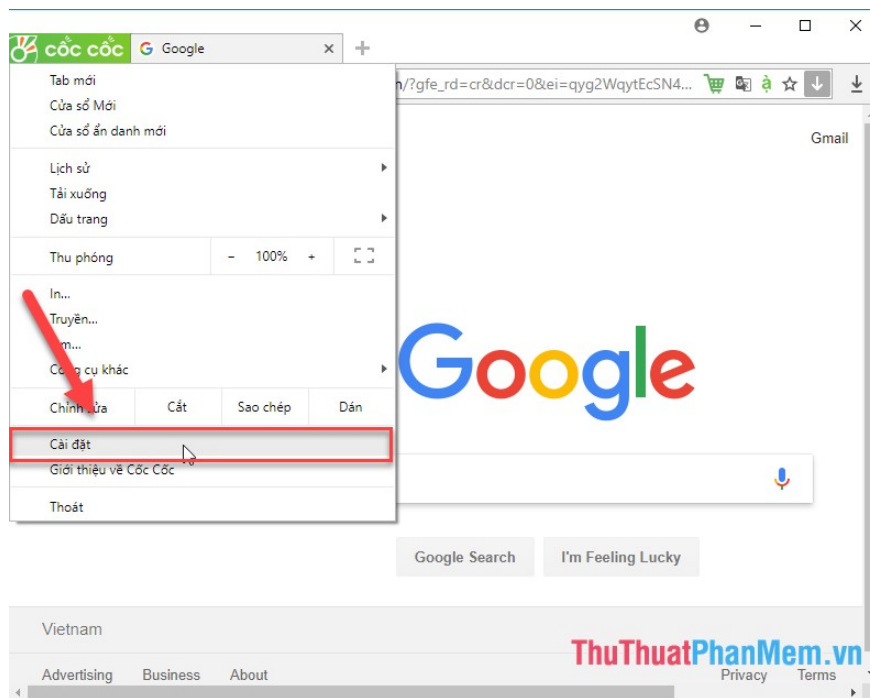 cốc cốc
Google
Tab mới
/?gfe_rd=cr&dcr=0&ei=qyg2WqytEcSN4...
Cửa sổ Mới
Cửa sổ ẩn danh mới
Gmail
Lịch sử
Tải xuống
Dấu trang
Thu phóng - 100% +
In...
Truyền...
Công cụ khác
Google
Chỉnh sửa Cắt Sao chép Dán
Cài đặt
Giới thiệu về Cốc Cốc
Thoát
Google Search I'm Feeling Lucky
Vietnam
ThuThuatPhanMem.vn
Advertising Business About Privacy Terms